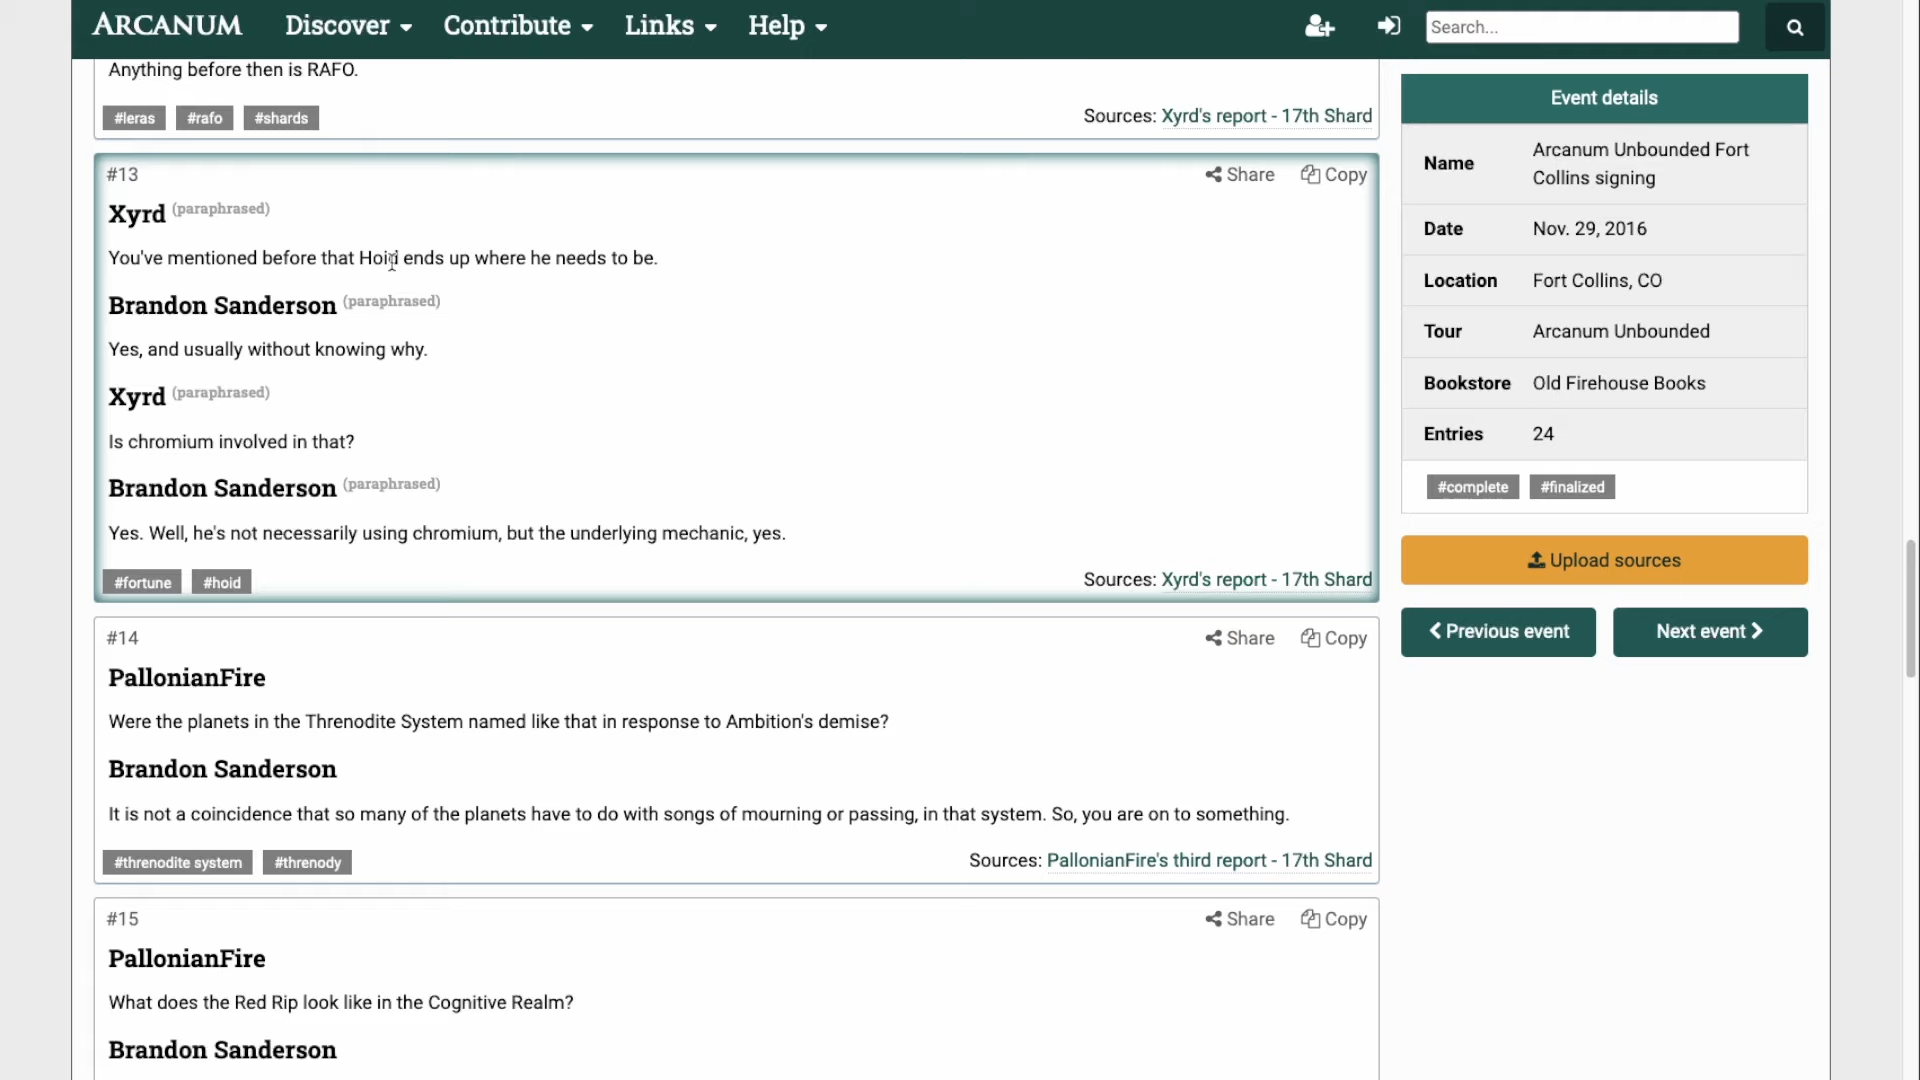 ARCANUM Discover Contribute Links Help Search...
Anything before then is RAFO.
#leras #rafo #shards
Sources: Xyrd's report - 17th Shard
#13
Share Copy
Xyrd (paraphrased)
You've mentioned before that Hoid ends up where he needs to be.
Brandon Sanderson (paraphrased)
Yes, and usually without knowing why.
Xyrd (paraphrased)
Is chromium involved in that?
Brandon Sanderson (paraphrased)
Yes. Well, he's not necessarily using chromium, but the underlying mechanic, yes.
#fortune #hoid
Sources: Xyrd's report - 17th Shard
#14
Share Copy
PallonianFire
Were the planets in the Threnodite System named like that in response to Ambition's demise?
Brandon Sanderson
It is not a coincidence that so many of the planets have to do with songs of mourning or passing, in that system. So, you are on to something.
#threnodite system #threnody
Sources: PallonianFire's third report - 17th Shard
#15
Share Copy
PallonianFire
What does the Red Rip look like in the Cognitive Realm?
Brandon Sanderson
Event details
Name Arcanum Unbounded Fort
Collins signing
Date Nov. 29, 2016
Location Fort Collins, CO
Tour Arcanum Unbounded
Bookstore Old Firehouse Books
Entries 24
#complete #finalized
Upload sources
Previous event Next event